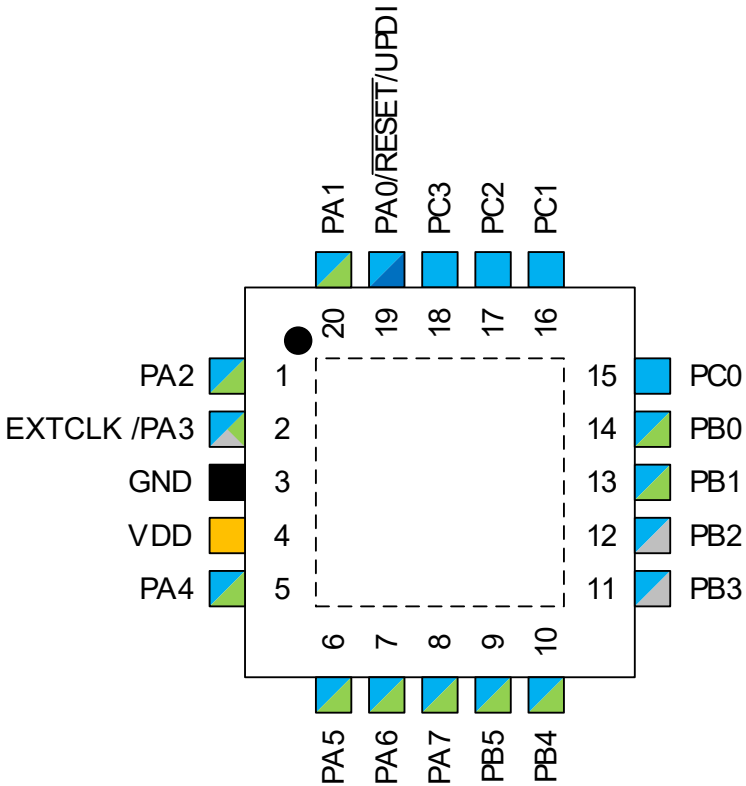 PA0/RESET/UPDI
PA1
PC3
PC2
PC1
20
19
18
17
16
PA2
1
15
PC0
EXTCLK /PA3
2
14
PB0
GND
3
13
PB1
VDD
4
12
PB2
PA4
5
11
PB3
6
7
8
9
10
PA5
PA6
PA7
PB5
PB4